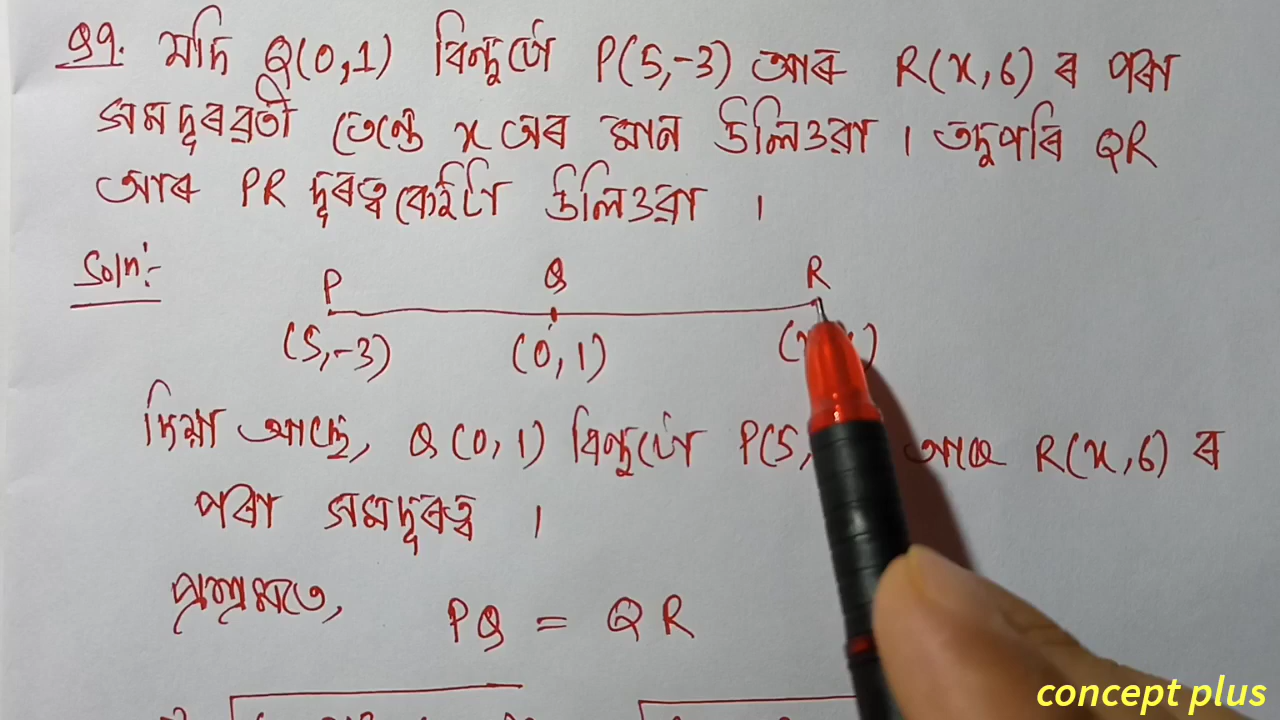 Q9. যদি Q(0,1) বিন্দুটো P(5,-3) আৰু R(x,6) ৰ পৰা
সমদূৰৱৰ্তী তেন্তে x অৰ মান উলিওৱা । তদুপৰি QR
আৰু PR দূৰত্বকেইটা উলিওৱা ।
Soln:-
P Q R
(5,-3) (0,1) (
দিয়া আছে, Q(0,1) বিন্দুটো P(5, আৰু R(x,6) ৰ
পৰা সমদূৰত্ব ।
প্ৰশ্নমতে, PQ = QR
concept plus